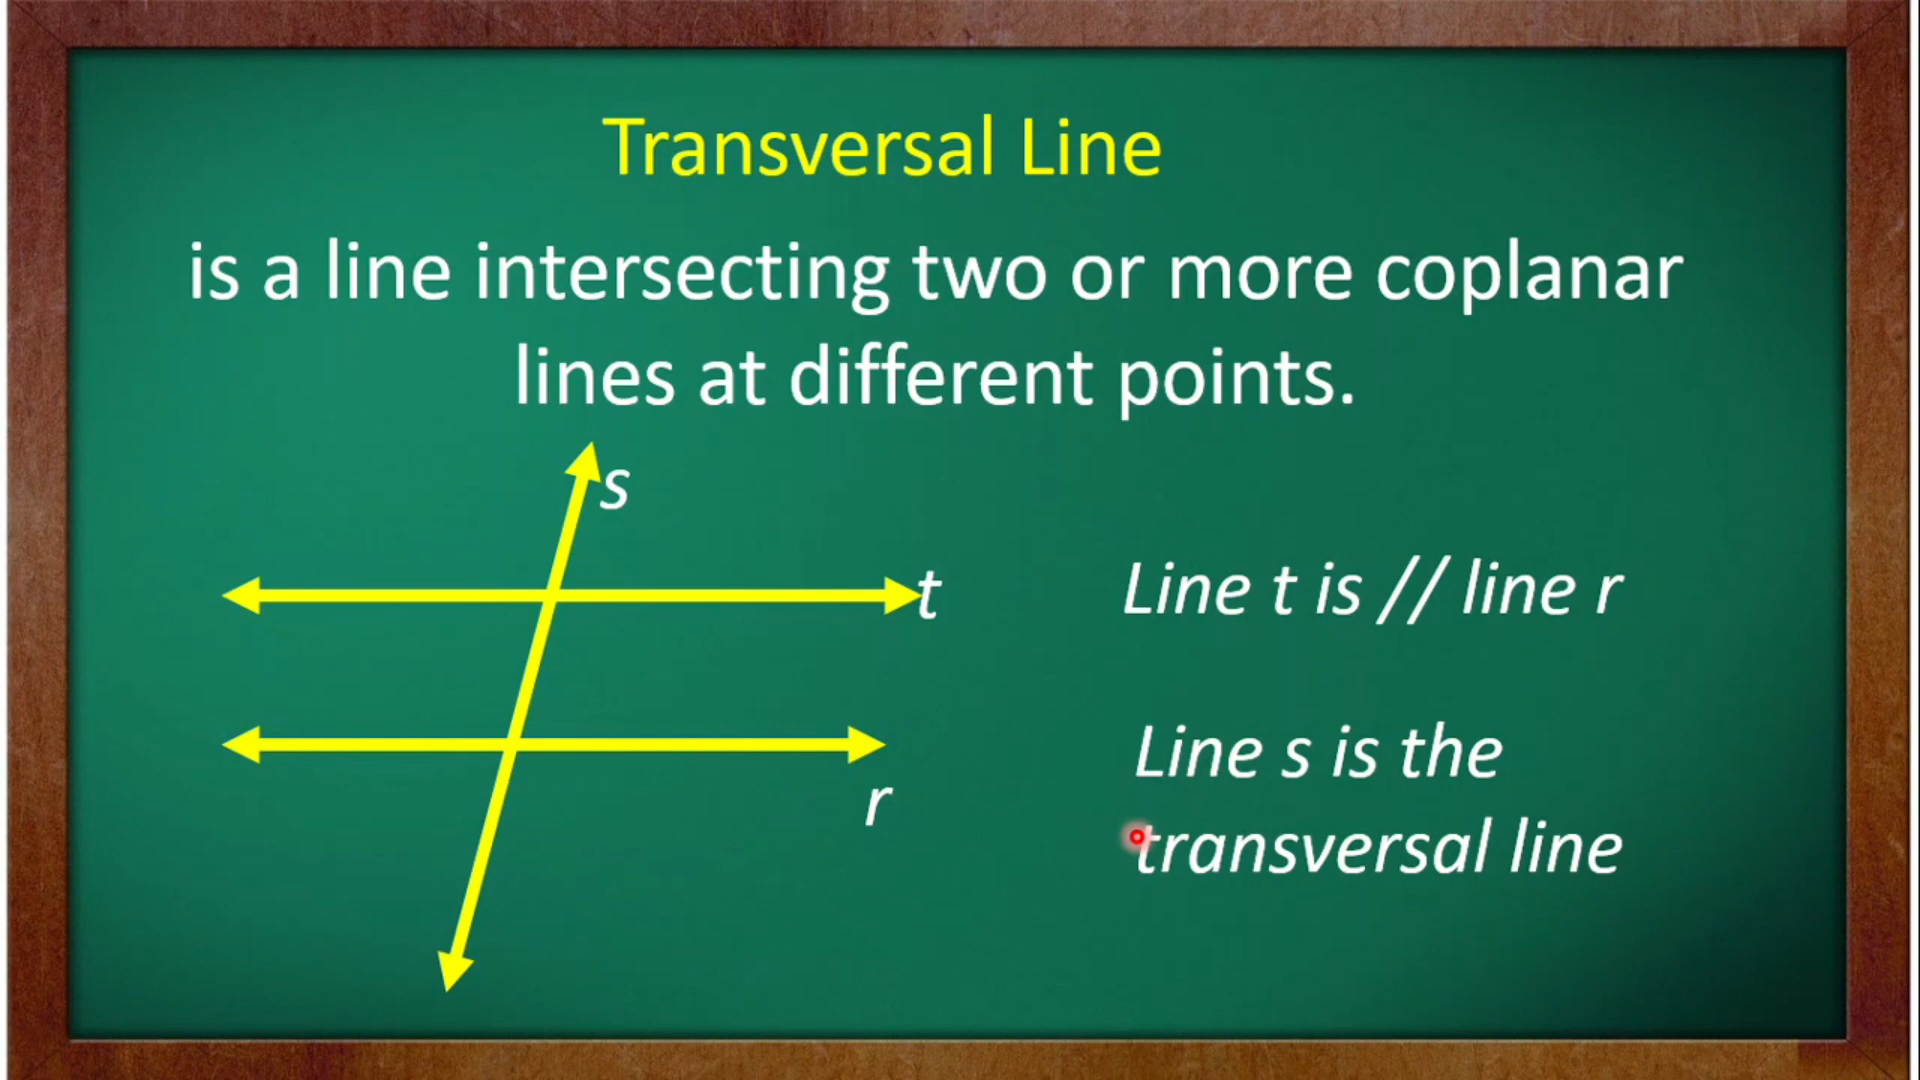 Transversal Line
is a line intersecting two or more coplanar
lines at different points.
s
t
Line t is // line r
r
Line s is the
transversal line